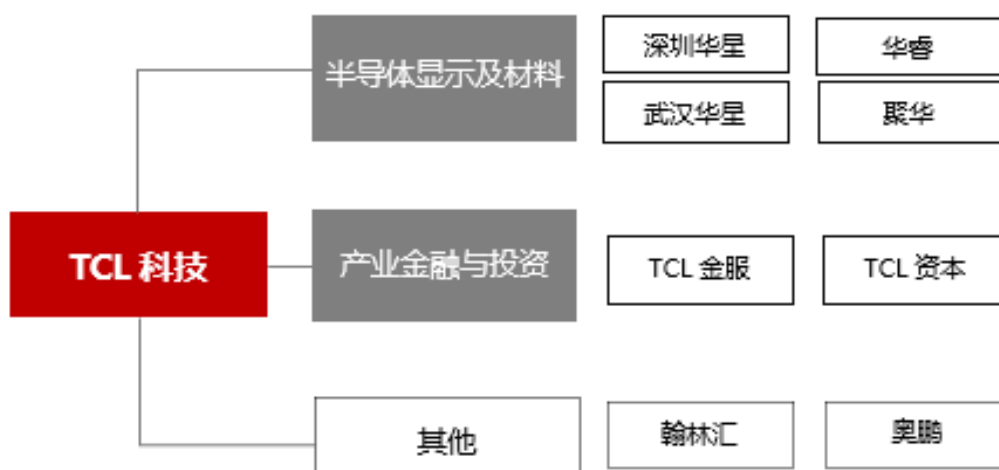 半导体显示及材料
深圳华星
华睿
武汉华星
聚华
TCL 科技
产业金融与投资
TCL 金服
TCL 资本
其他
翰林汇
奥鹏